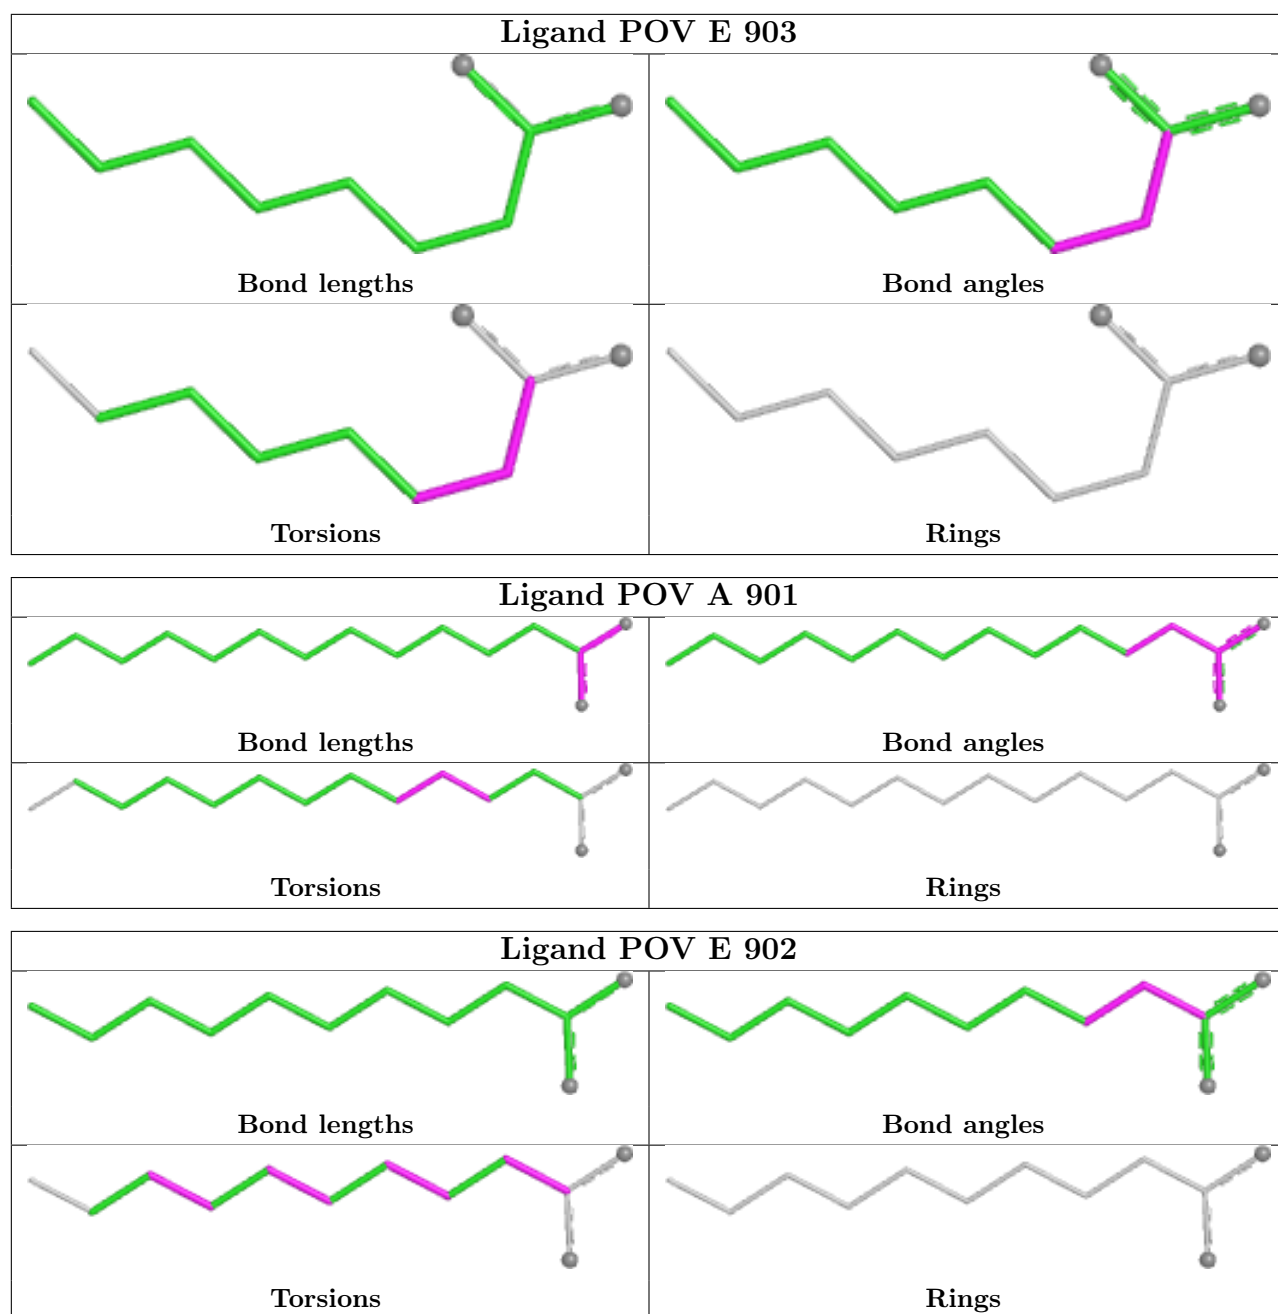 Ligand POV E 903
Bond lengths
Bond angles
Torsions
Rings
Ligand POV A 901
Bond lengths
Bond angles
Torsions
Rings
Ligand POV E 902
Bond lengths
Bond angles
Torsions
Rings